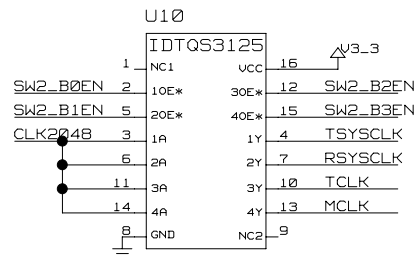 U10
IDTQS3125
V3_3
1 NC1 VCC 16
SW2_B0EN 2 1OE* 3OE* 12 SW2_B2EN
SW2_B1EN 5 2OE* 4OE* 15 SW2_B3EN
CLK2048 3 1A 1Y 4 TSYSCLK
6 2A 2Y 7 RSYSCLK
11 3A 3Y 10 TCLK
14 4A 4Y 13 MCLK
8 GND NC2 9